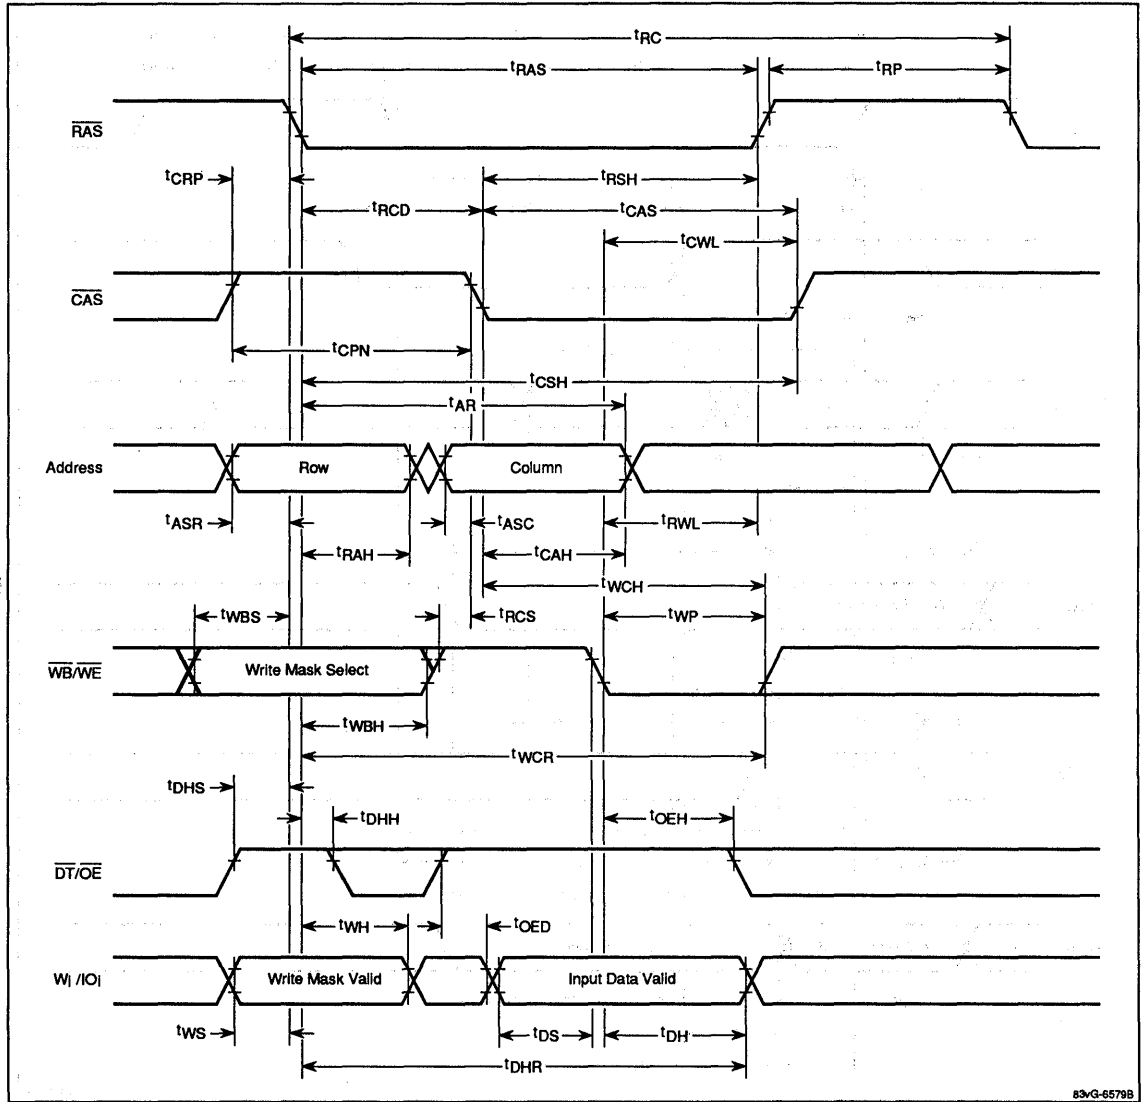 tRC
tRAS
tRP
RAS
tCRP
tRSH
tRCD
tCAS
tCWL
CAS
tCPN
tCSH
tAR
Address
Row
Column
tASR
tASC
tRWL
tRAH
tCAH
tWCH
tWBS
tRCS
tWP
WB/WE
Write Mask Select
tWBH
tWCR
tDHS
tDHH
tOEH
DT/OE
tWH
tOED
Wi /IOi
Write Mask Valid
Input Data Valid
tWS
tDS
tDH
tDHR
83vG-6579B